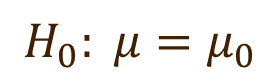 H₀: μ = μ₀